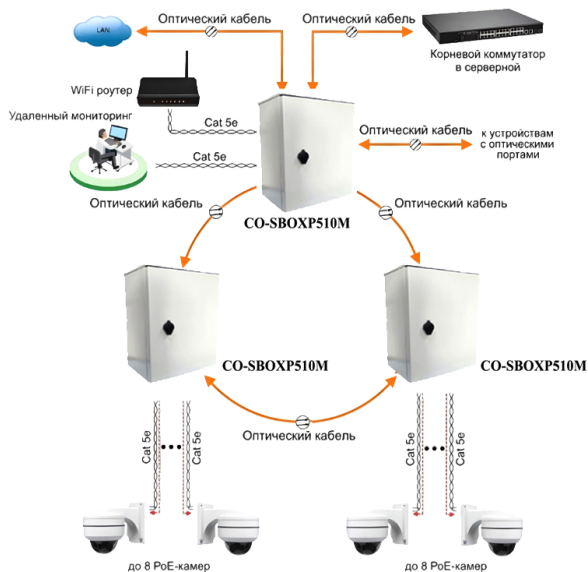 LAN
Оптический кабель
Оптический кабель
Корневой коммутатор
в серверной
WiFi роутер
Cat 5e
Удаленный мониторинг
Cat 5e
Оптический кабель
к устройствам
с оптическими
портами
Оптический кабель
Оптический кабель
CO-SBOXP510M
CO-SBOXP510M
CO-SBOXP510M
Оптический кабель
Cat 5e
Cat 5e
Cat 5e
Cat 5e
до 8 PoE-камер
до 8 PoE-камер